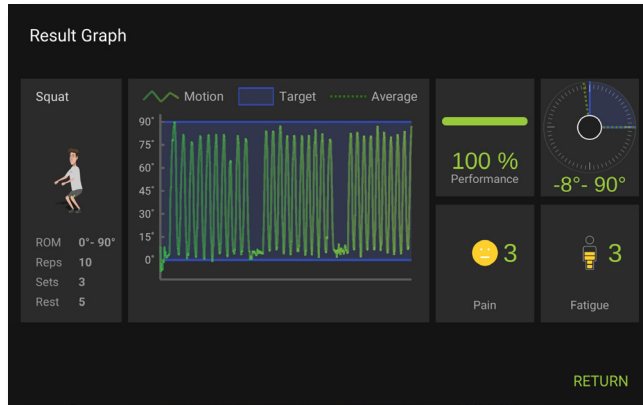 Result Graph
Squat
ROM 0°- 90°
Reps 10
Sets 3
Rest 5
Motion Target Average
90°
75°
60°
45°
30°
15°
0°
100 %
Performance
-8°- 90°
3
Pain
3
Fatigue
RETURN